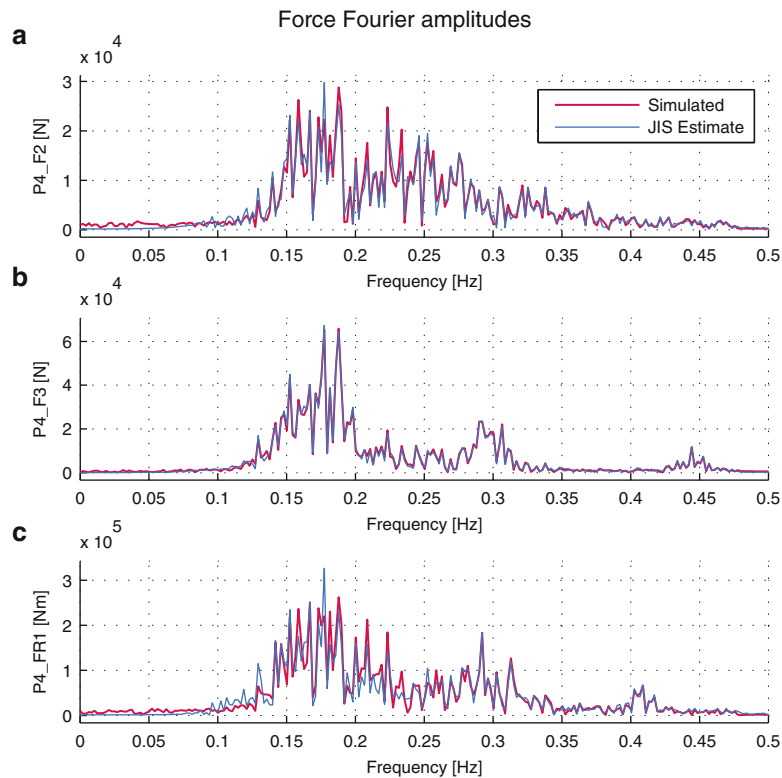 Force Fourier amplitudes
a
x 10^4
3
2
1
0
P4_F2 [N]
Simulated
JIS Estimate
0 0.05 0.1 0.15 0.2 0.25 0.3 0.35 0.4 0.45 0.5
Frequency [Hz]
b
x 10^4
6
4
2
0
P4_F3 [N]
0 0.05 0.1 0.15 0.2 0.25 0.3 0.35 0.4 0.45 0.5
Frequency [Hz]
c
x 10^5
3
2
1
0
P4_FR1 [Nm]
0 0.05 0.1 0.15 0.2 0.25 0.3 0.35 0.4 0.45 0.5
Frequency [Hz]